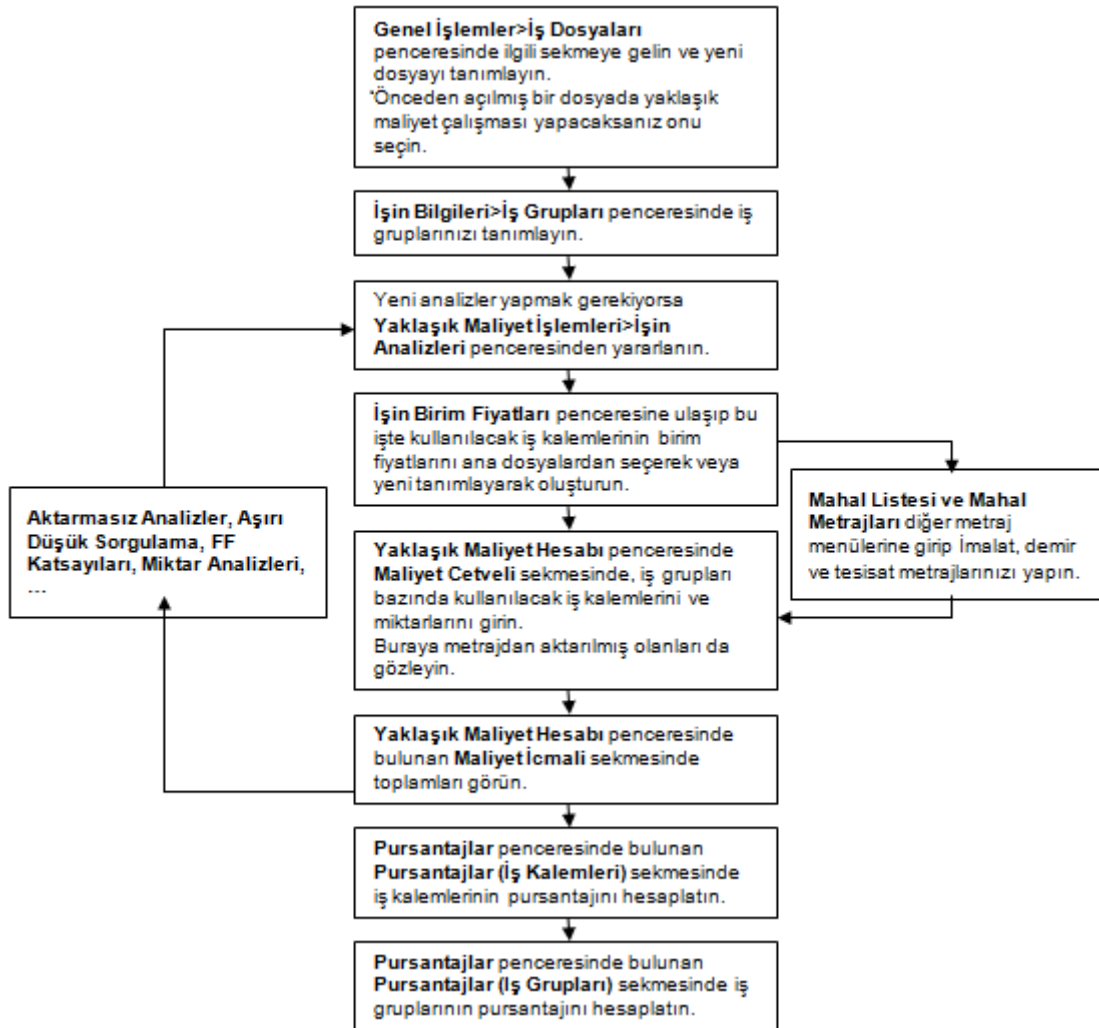 Genel İşlemler>İş Dosyaları
penceresinde ilgili sekmeye gelin ve yeni
dosyayı tanımlayın.
*Önceden açılmış bir dosyada yaklaşık
maliyet çalışması yapacaksanız onu
seçin.
İşin Bilgileri>İş Grupları penceresinde iş
gruplarınızı tanımlayın.
Yeni analizler yapmak gerekiyorsa
Yaklaşık Maliyet İşlemleri>İşin
Analizleri penceresinden yararlanın.
İşin Birim Fiyatları penceresine ulaşıp bu
işte kullanılacak iş kalemlerinin birim
fiyatlarını ana dosyalardan seçerek veya
yeni tanımlayarak oluşturun.
Mahal Listesi ve Mahal
Metrajları diğer metraj
menülerine girip İmalat, demir
ve tesisat metrajlarınızı yapın.
Aktarmasız Analizler, Aşırı
Düşük Sorgulama, FF
Katsayıları, Miktar Analizleri,
...
Yaklaşık Maliyet Hesabı penceresinde
Maliyet Cetveli sekmesinde, iş grupları
bazında kullanılacak iş kalemlerini ve
miktarlarını girin.
Buraya metrajdan aktarılmış olanları da
gözleyin.
Yaklaşık Maliyet Hesabı penceresinde
bulunan Maliyet İcmali sekmesinde
toplamları görün.
Pursantajlar penceresinde bulunan
Pursantajlar (İş Kalemleri) sekmesinde
iş kalemlerinin pursantajını hesaplatın.
Pursantajlar penceresinde bulunan
Pursantajlar (Iş Grupları) sekmesinde iş
gruplarının pursantajını hesaplatın.